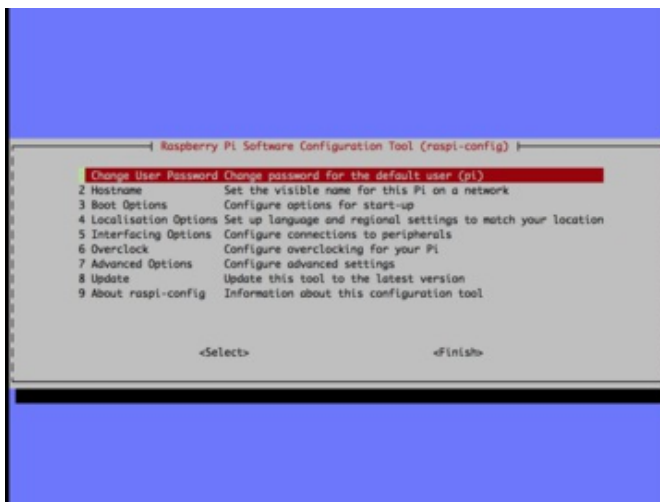 Raspberry Pi Software Configuration Tool (raspi-config)
Change User Password Change password for the default user (pi)
2 Hostname Set the visible name for this Pi on a network
3 Boot Options Configure options for start-up
4 Localisation Options Set up language and regional settings to match your location
5 Interfacing Options Configure connections to peripherals
6 Overclock Configure overclocking for your Pi
7 Advanced Options Configure advanced settings
8 Update Update this tool to the latest version
9 About raspi-config Information about this configuration tool
<Select> <Finish>